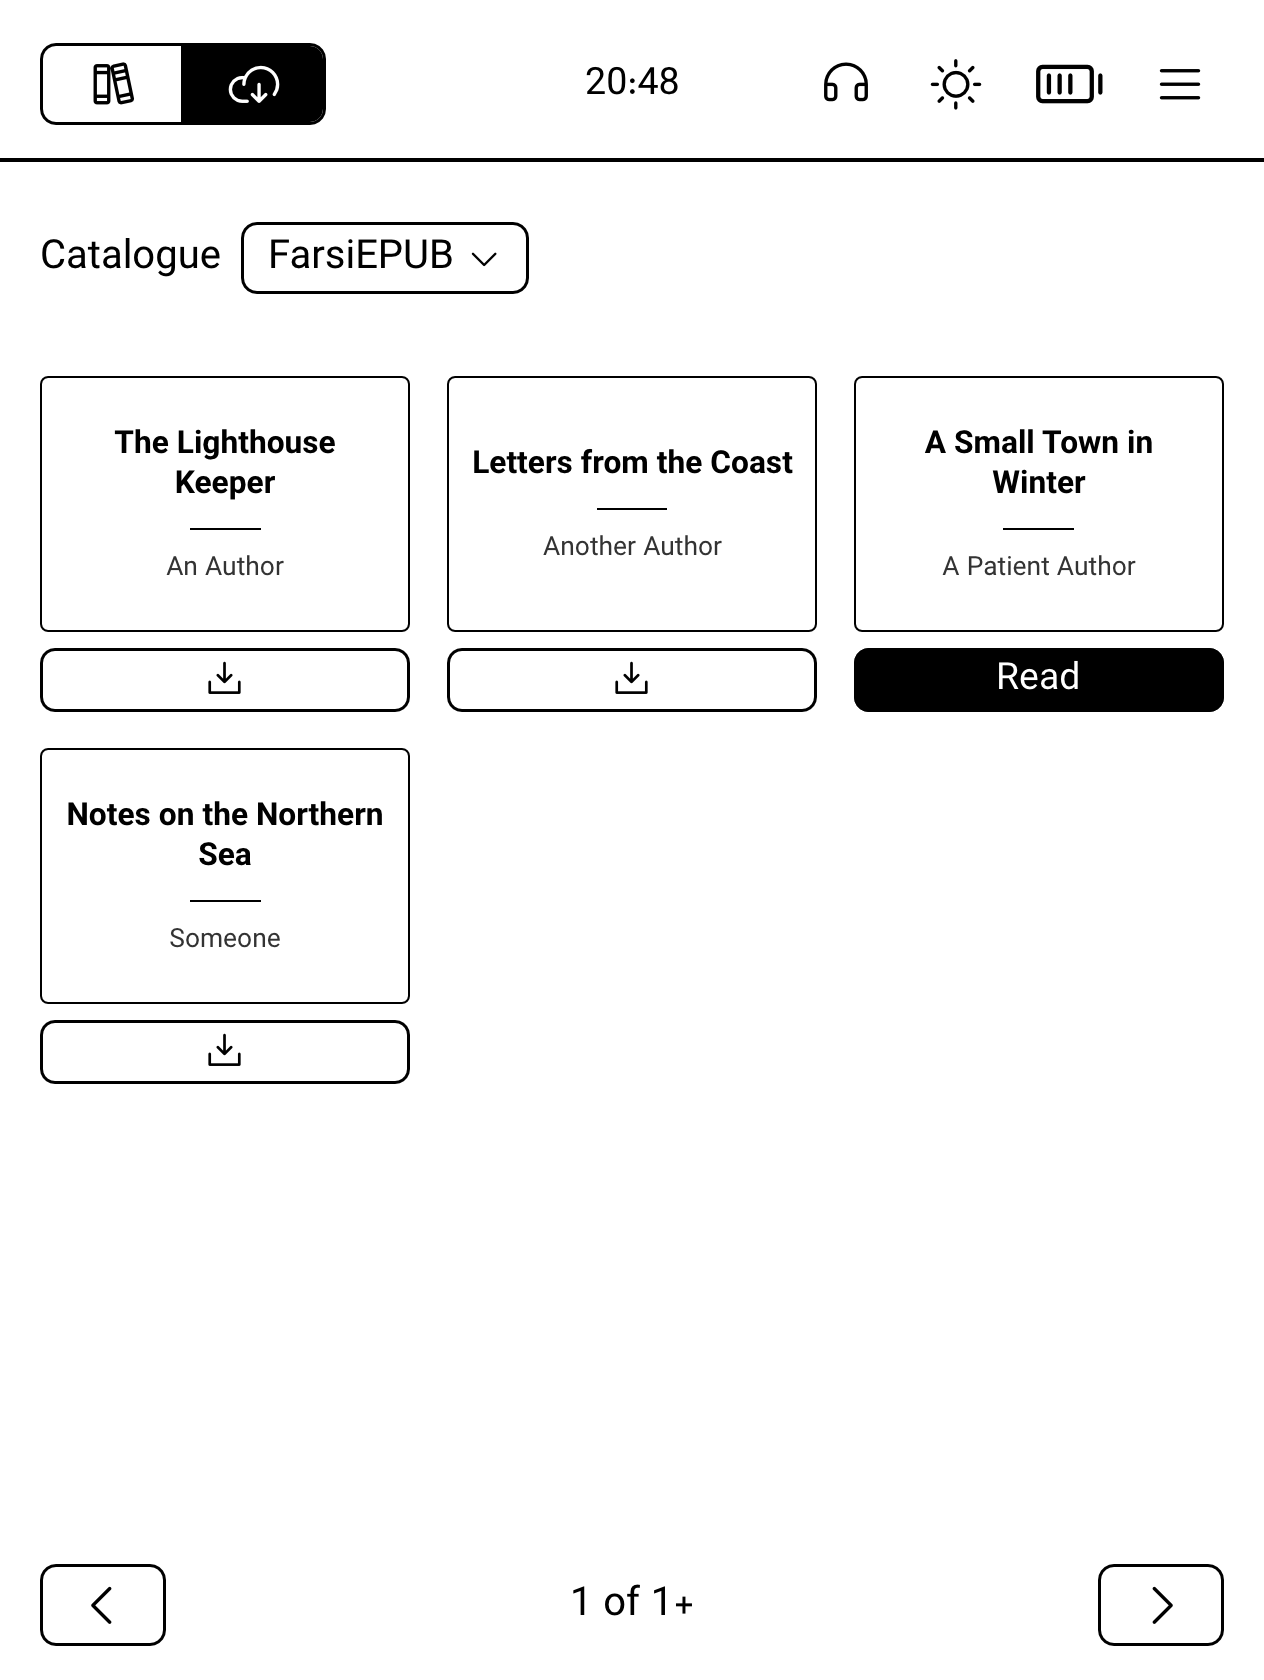 20:48
Catalogue FarsiEPUB
The Lighthouse
Keeper
An Author
Letters from the Coast
Another Author
A Small Town in
Winter
A Patient Author
Read
Notes on the Northern
Sea
Someone
1 of 1+